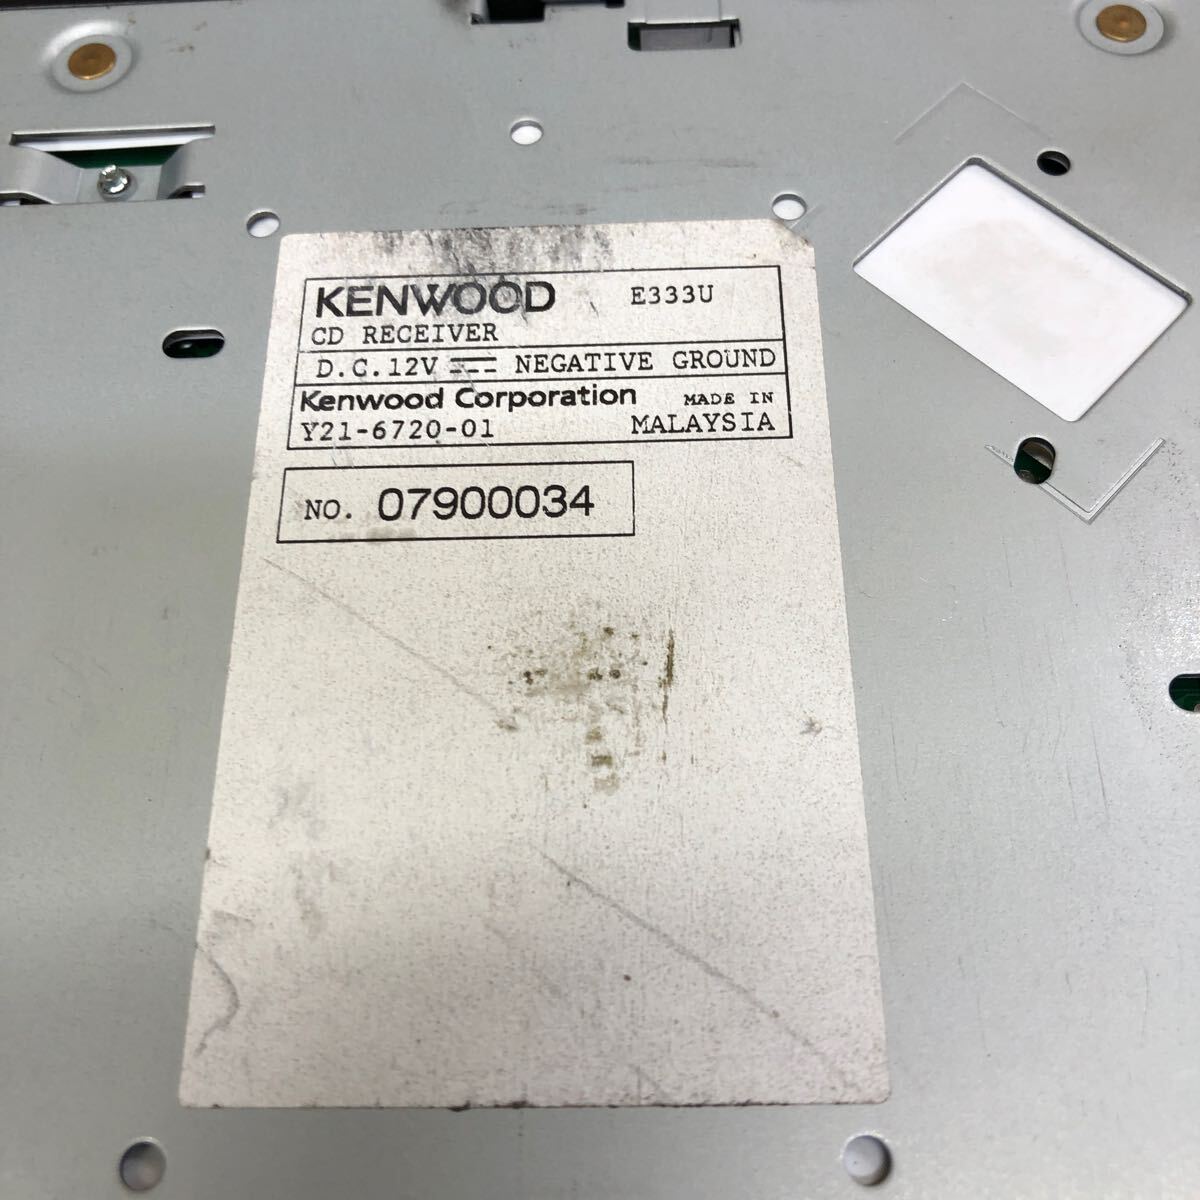 KENWOOD E333U
CD RECEIVER
D.C.12V ⎓ NEGATIVE GROUND
Kenwood Corporation MADE IN
Y21-6720-01 MALAYSIA
NO. 07900034